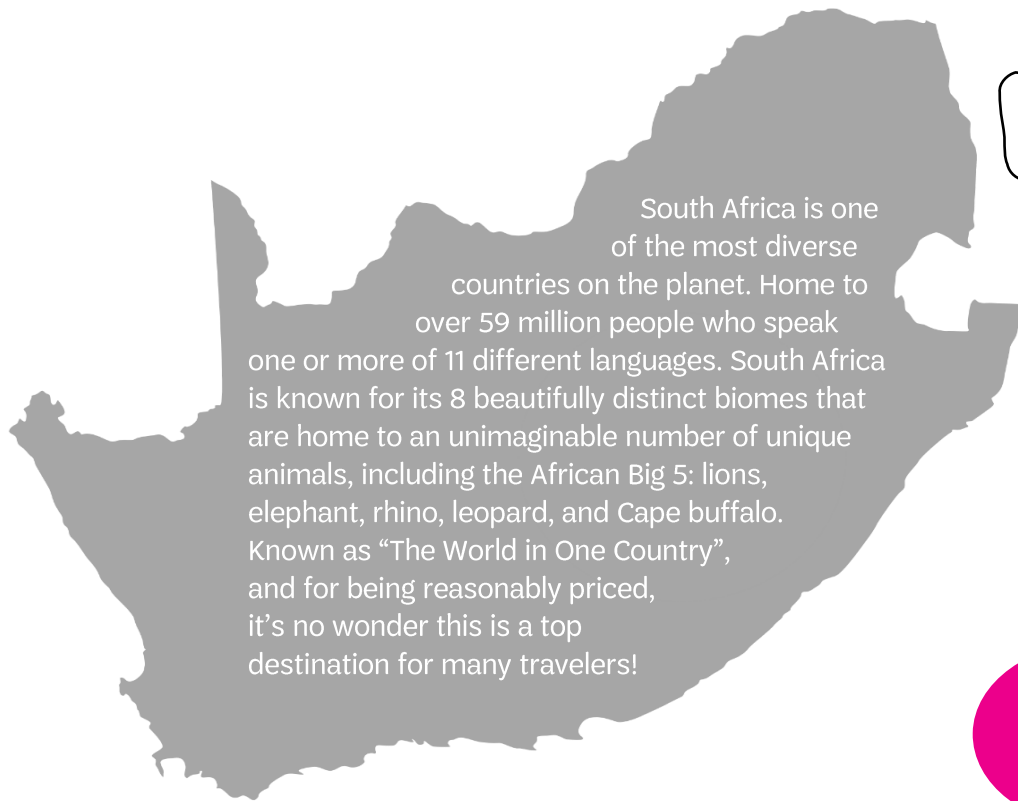 South Africa is one
of the most diverse
countries on the planet. Home to
over 59 million people who speak
one or more of 11 different languages. South Africa
is known for its 8 beautifully distinct biomes that
are home to an unimaginable number of unique
animals, including the African Big 5: lions,
elephant, rhino, leopard, and Cape buffalo.
Known as “The World in One Country”,
and for being reasonably priced,
it’s no wonder this is a top
destination for many travelers!